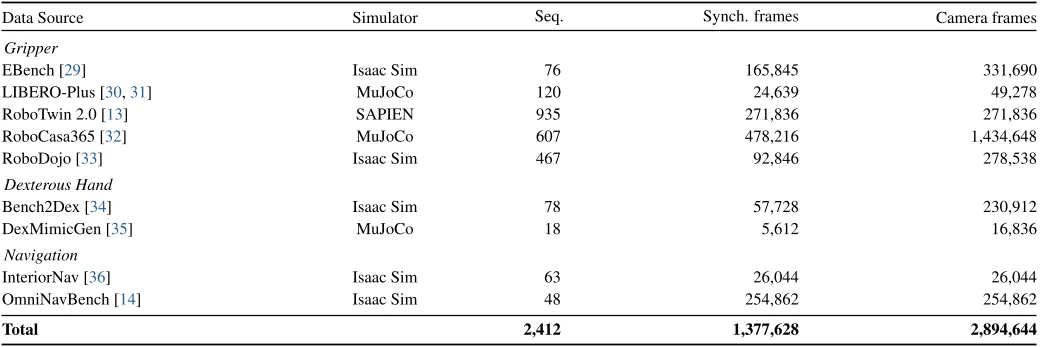 Data Source Simulator Seq. Synch. frames Camera frames
Gripper
EBench [29] Isaac Sim 76 165,845 331,690
LIBERO-Plus [30, 31] MuJoCo 120 24,639 49,278
RoboTwin 2.0 [13] SAPIEN 935 271,836 271,836
RoboCasa365 [32] MuJoCo 607 478,216 1,434,648
RoboDojo [33] Isaac Sim 467 92,846 278,538
Dexterous Hand
Bench2Dex [34] Isaac Sim 78 57,728 230,912
DexMimicGen [35] MuJoCo 18 5,612 16,836
Navigation
InteriorNav [36] Isaac Sim 63 26,044 26,044
OmniNavBench [14] Isaac Sim 48 254,862 254,862
Total 2,412 1,377,628 2,894,644